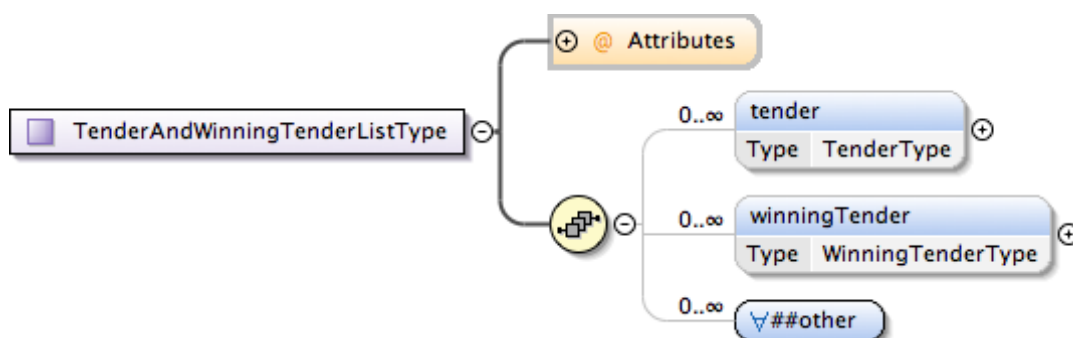 @ Attributes
TenderAndWinningTenderListType
0..∞
tender
Type TenderType
0..∞
winningTender
Type WinningTenderType
0..∞
∀##other